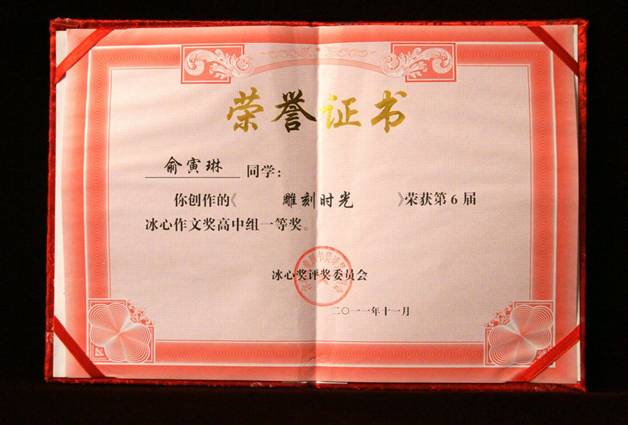 荣誉证书
俞寅琳 同学：
你创作的《 雕刻时光 》荣获第6届
冰心作文奖高中组一等奖。
冰心奖评奖委员会
二〇一一年十一月